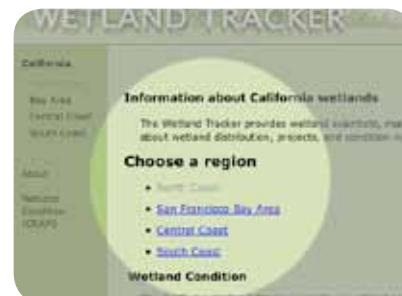 WETLAND TRACKER
California
Bay Area
Central Coast
South Coast
About
Information about California wetlands
The Wetland Tracker provides wetland scientists,
about wetland distribution, projects, and condition
Choose a region
• North Coast
• San Francisco Bay Area
• Central Coast
• South Coast
Wetland Condition